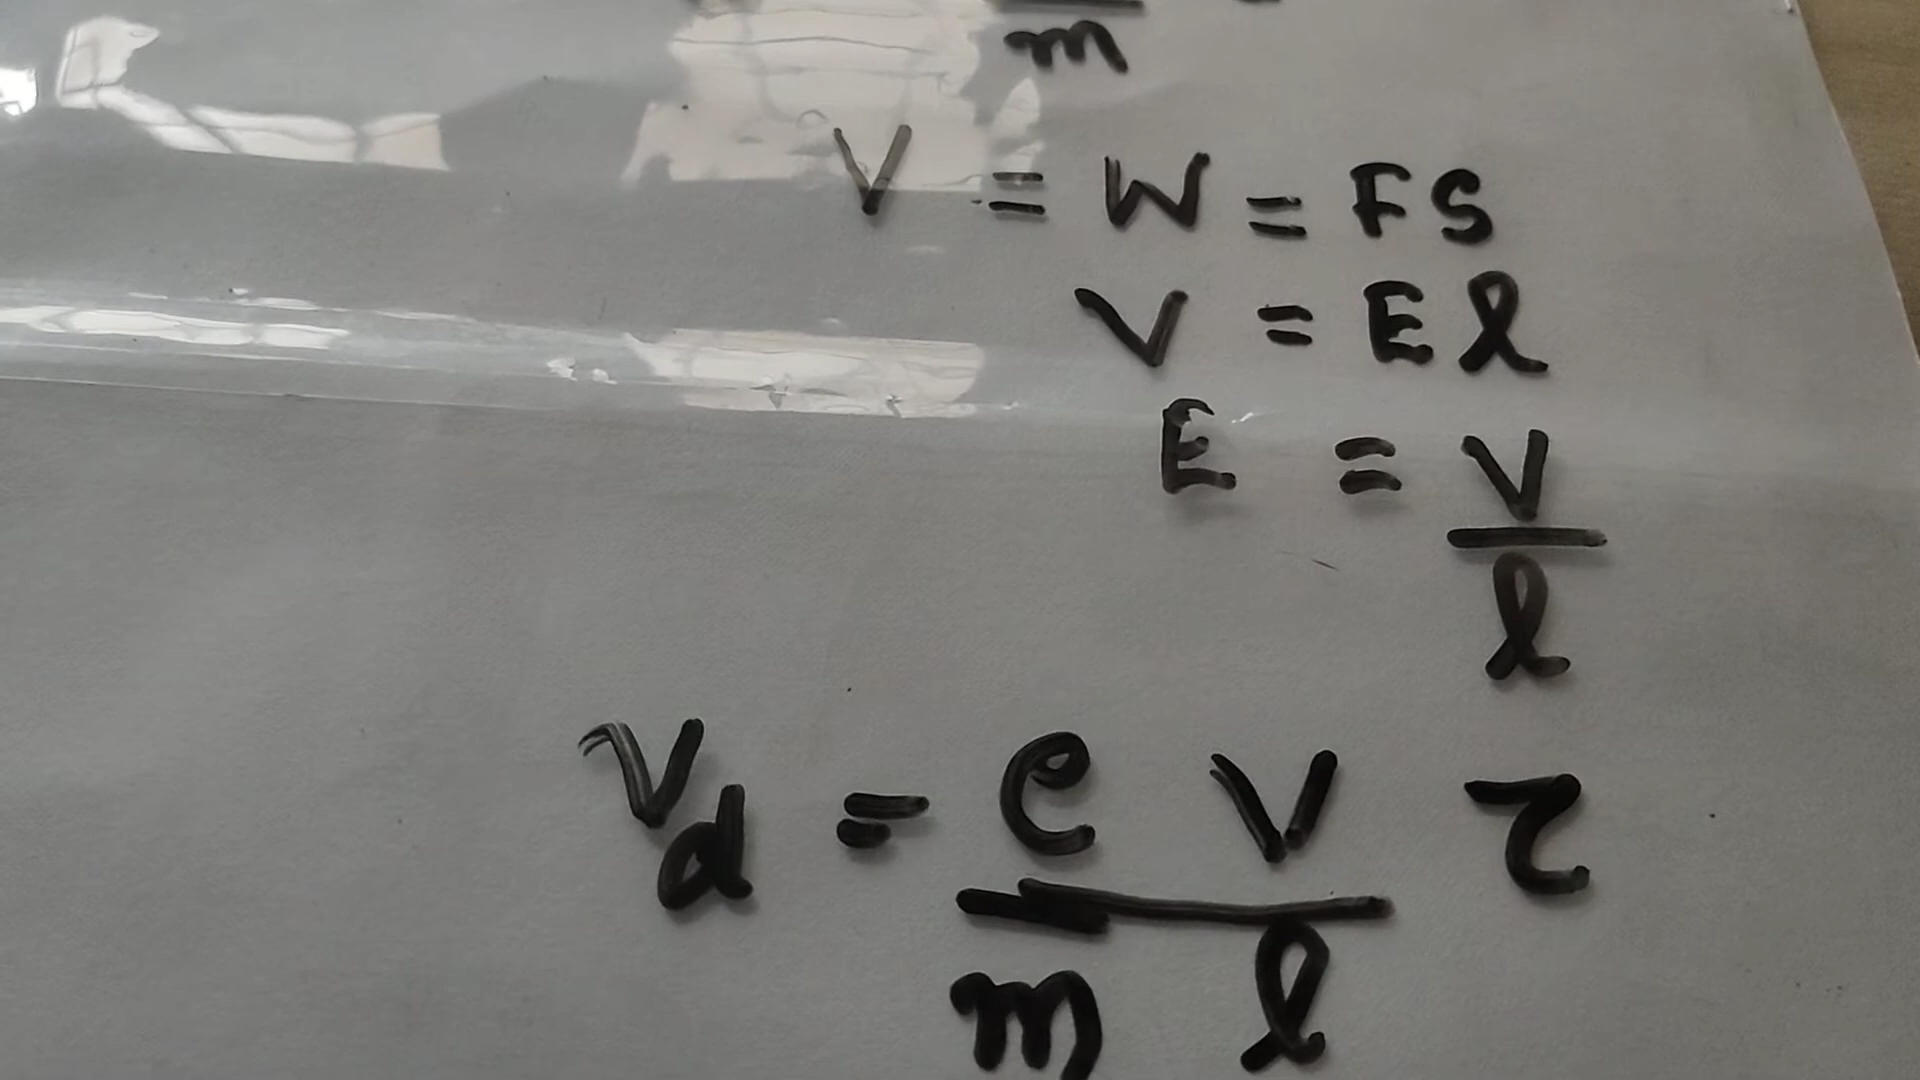 m
V = W = FS
V = El
E = V/l
Vd = e V τ
m l